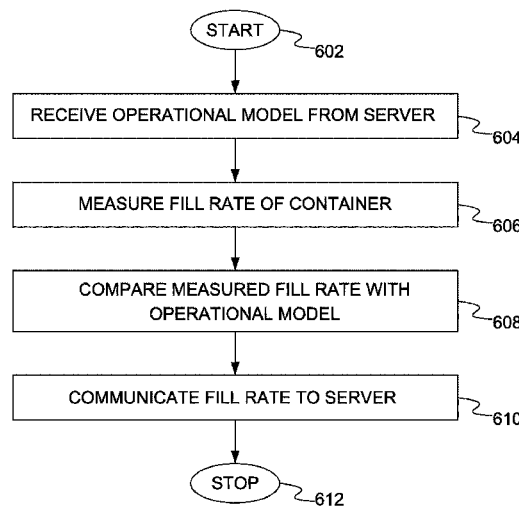 START
602
RECEIVE OPERATIONAL MODEL FROM SERVER
604
MEASURE FILL RATE OF CONTAINER
606
COMPARE MEASURED FILL RATE WITH
OPERATIONAL MODEL
608
COMMUNICATE FILL RATE TO SERVER
610
STOP
612